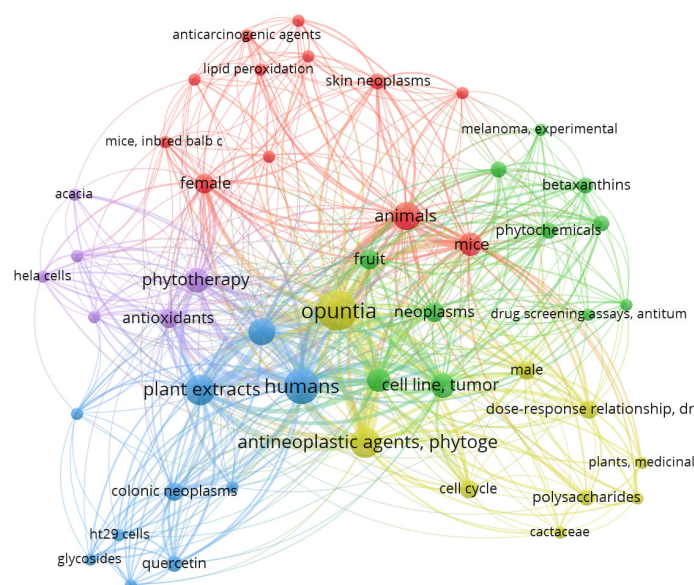 anticarcinogenic agents
lipid peroxidation
skin neoplasms
melanoma, experimental
mice, inbred balb c
female
betaxanthins
acacia
animals
phytochemicals
mice
fruit
hela cells
phytotherapy
opuntia
neoplasms
drug screening assays, antitum
antioxidants
male
plant extracts
humans
cell line, tumor
dose-response relationship, dr
antineoplastic agents, phytoge
plants, medicinal
colonic neoplasms
cell cycle
polysaccharides
ht29 cells
cactaceae
glycosides
quercetin